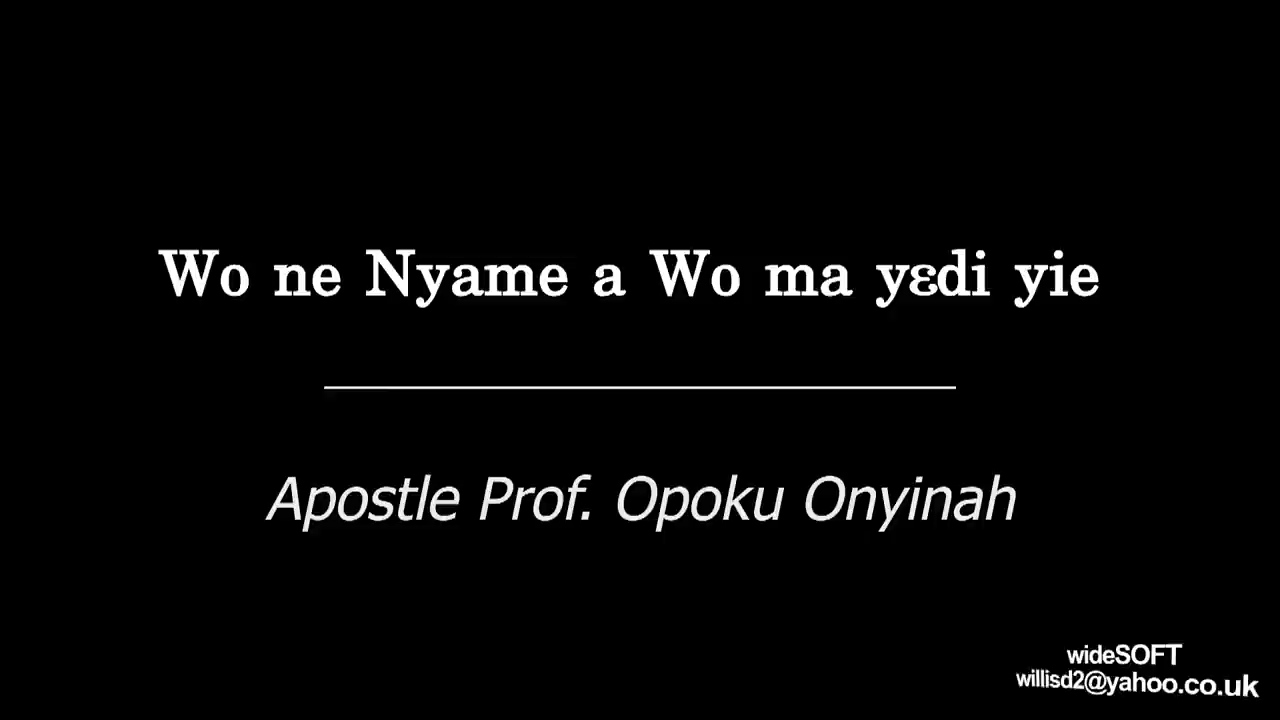 Wo ne Nyame a Wo ma yɛdi yie
Apostle Prof. Opoku Onyinah
wideSOFT
willisd2@yahoo.co.uk